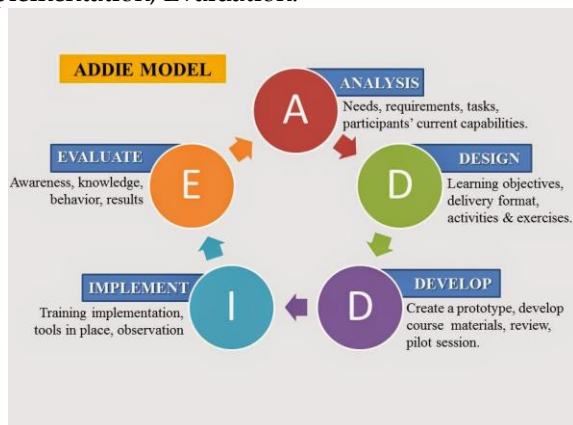 ADDIE MODEL
A
ANALYSIS
Needs, requirements, tasks,
participants' current capabilities.
D
DESIGN
Learning objectives,
delivery format,
activities & exercises.
D
DEVELOP
Create a prototype, develop
course materials, review,
pilot session.
I
IMPLEMENT
Training implementation,
tools in place, observation
E
EVALUATE
Awareness, knowledge,
behavior, results